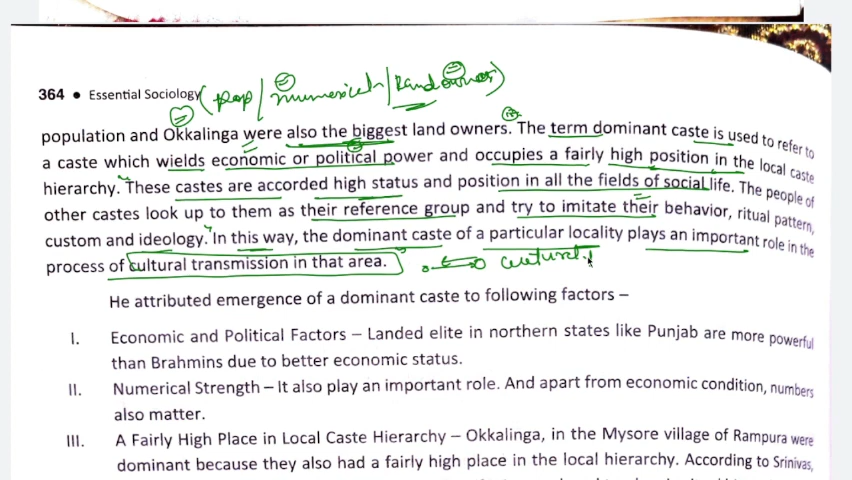 364 • Essential Sociology (pop / numerical / land owner)
population and Okkalinga were also the biggest land owners. The term dominant caste is used to refer to
a caste which wields economic or political power and occupies a fairly high position in the local caste
hierarchy. These castes are accorded high status and position in all the fields of social life. The people of
other castes look up to them as their reference group and try to imitate their behavior, ritual pattern,
custom and ideology. In this way, the dominant caste of a particular locality plays an important role in the
process of cultural transmission in that area. cultural
He attributed emergence of a dominant caste to following factors –
I. Economic and Political Factors – Landed elite in northern states like Punjab are more powerful
than Brahmins due to better economic status.
II. Numerical Strength – It also play an important role. And apart from economic condition, numbers
also matter.
III. A Fairly High Place in Local Caste Hierarchy – Okkalinga, in the Mysore village of Rampura were
dominant because they also had a fairly high place in the local hierarchy. According to Srinivas,